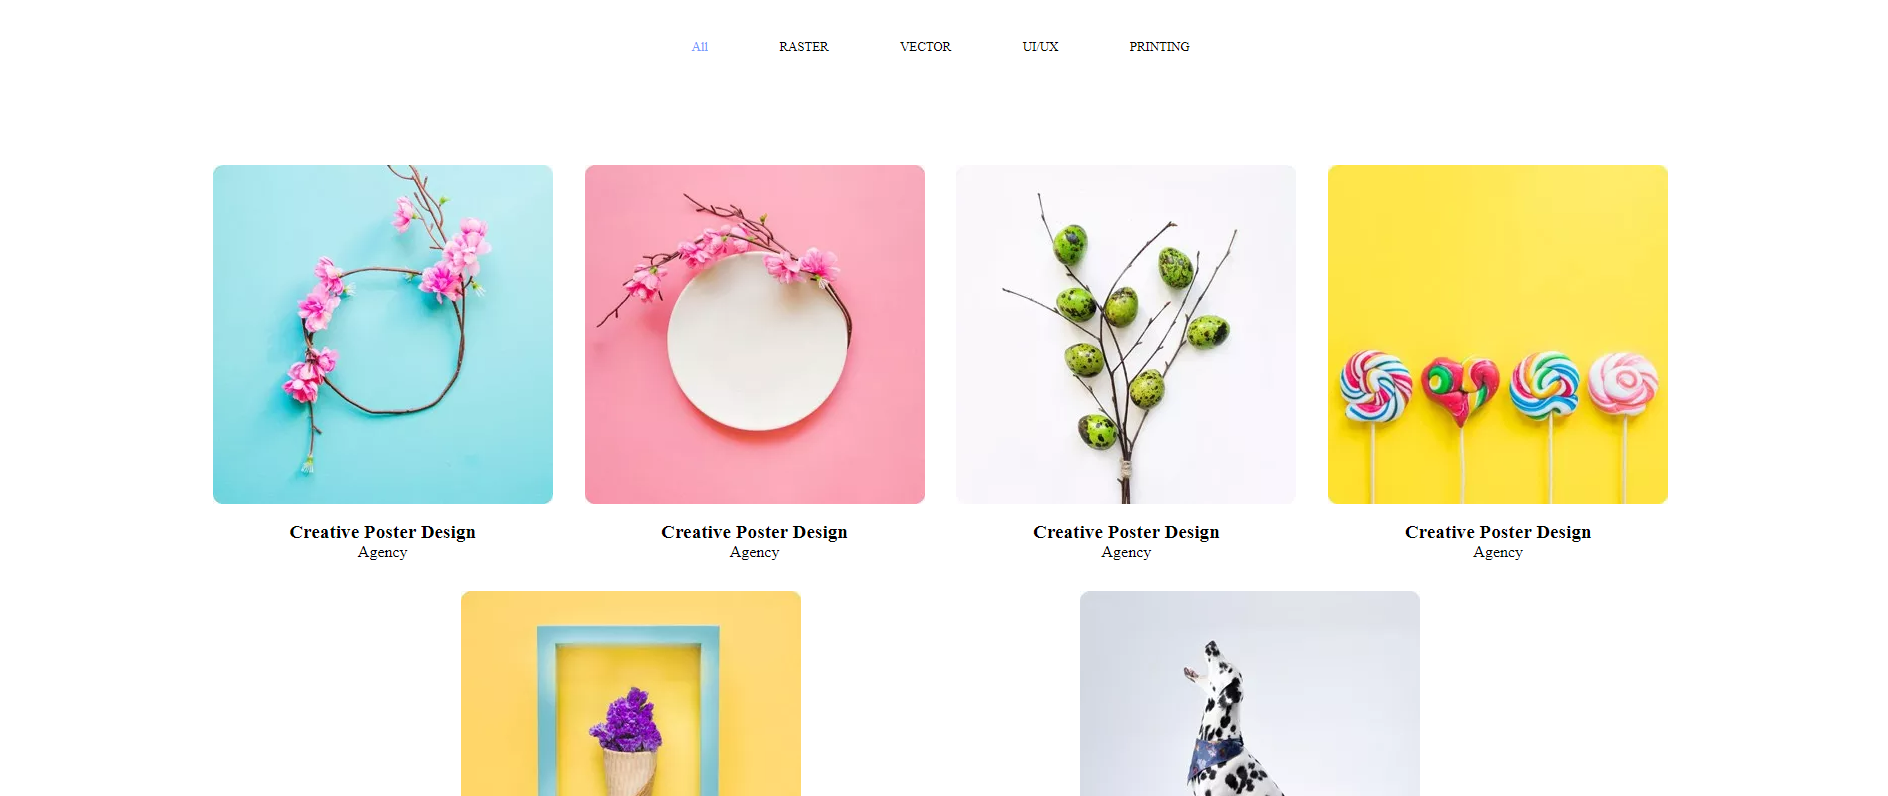 All RASTER VECTOR UI/UX PRINTING
Creative Poster Design Creative Poster Design Creative Poster Design Creative Poster Design
Agency Agency Agency Agency